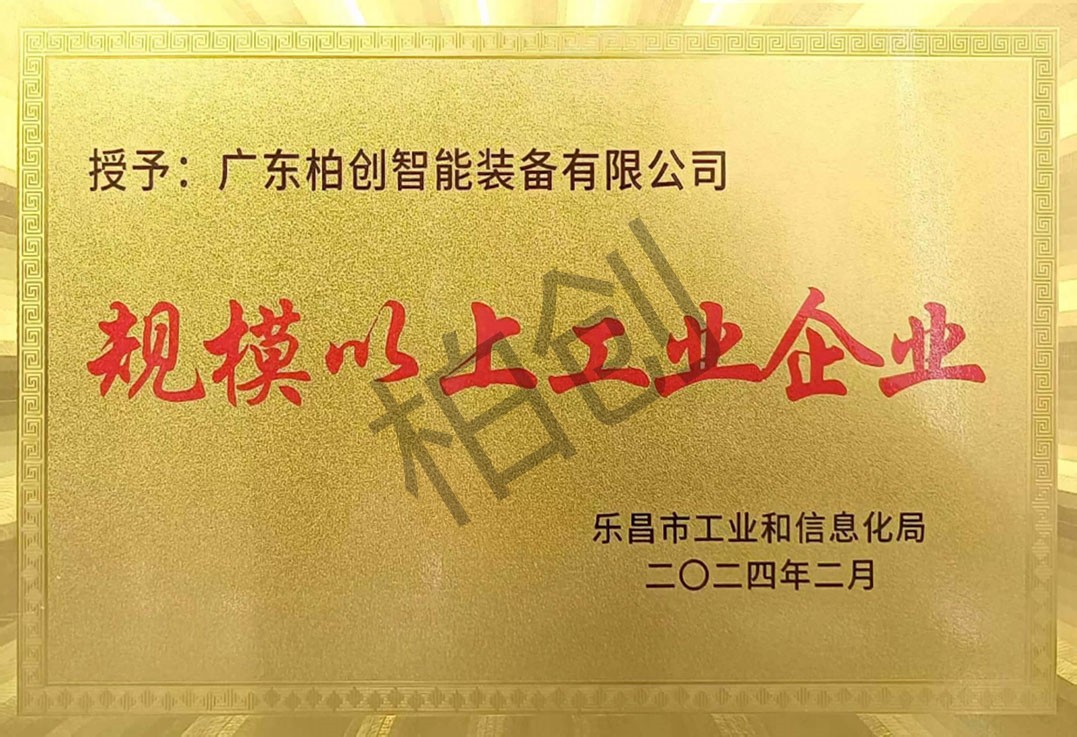 授予：广东柏创智能装备有限公司
规模以上工业企业
柏创
乐昌市工业和信息化局
二〇二四年二月